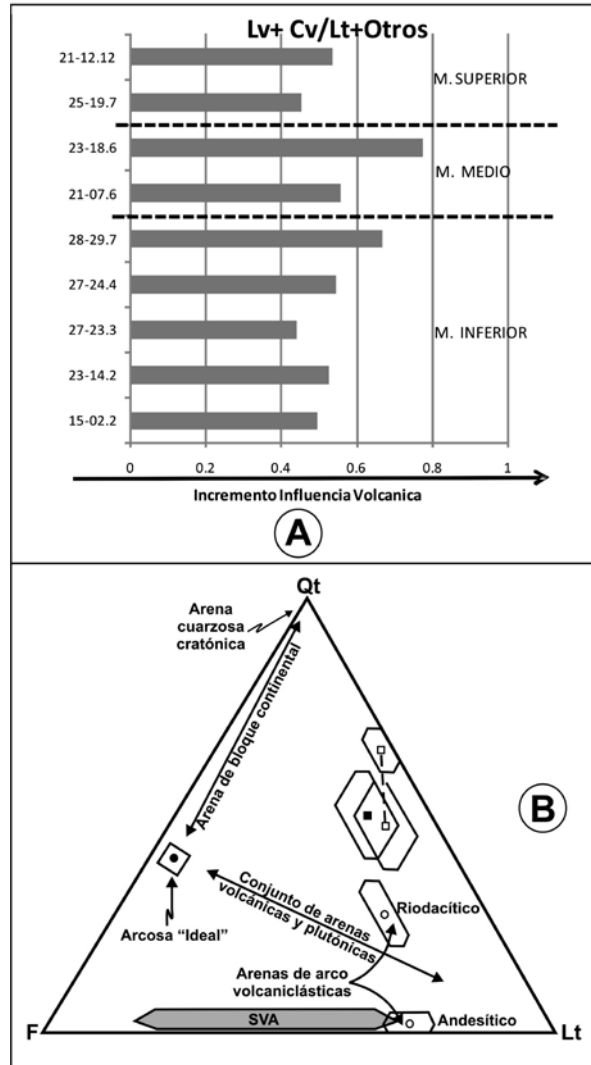 Lv+ Cv/Lt+Otros
21-12.12
25-19.7
M. SUPERIOR
23-18.6
21-07.6
M. MEDIO
28-29.7
27-24.4
27-23.3
23-14.2
15-02.2
M. INFERIOR
0 0.2 0.4 0.6 0.8 1
Incremento Influencia Volcanica
A
Qt
Arena
cuarzosa
cratónica
Arena de bloque continental
B
Arcosa “Ideal”
Conjunto de arenas
volcánicas y plutónicas
Riodacítico
Arenas de arco
volcaniclásticas
F
SVA
Andesítico
Lt